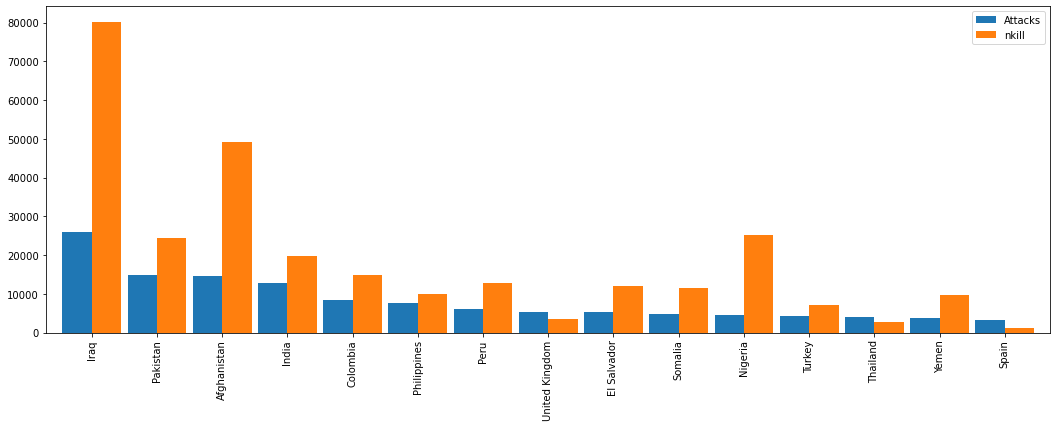 80000
70000
60000
50000
40000
30000
20000
10000
0
Attacks
nkill
Iraq
Pakistan
Afghanistan
India
Colombia
Philippines
Peru
United Kingdom
El Salvador
Somalia
Nigeria
Turkey
Thailand
Yemen
Spain